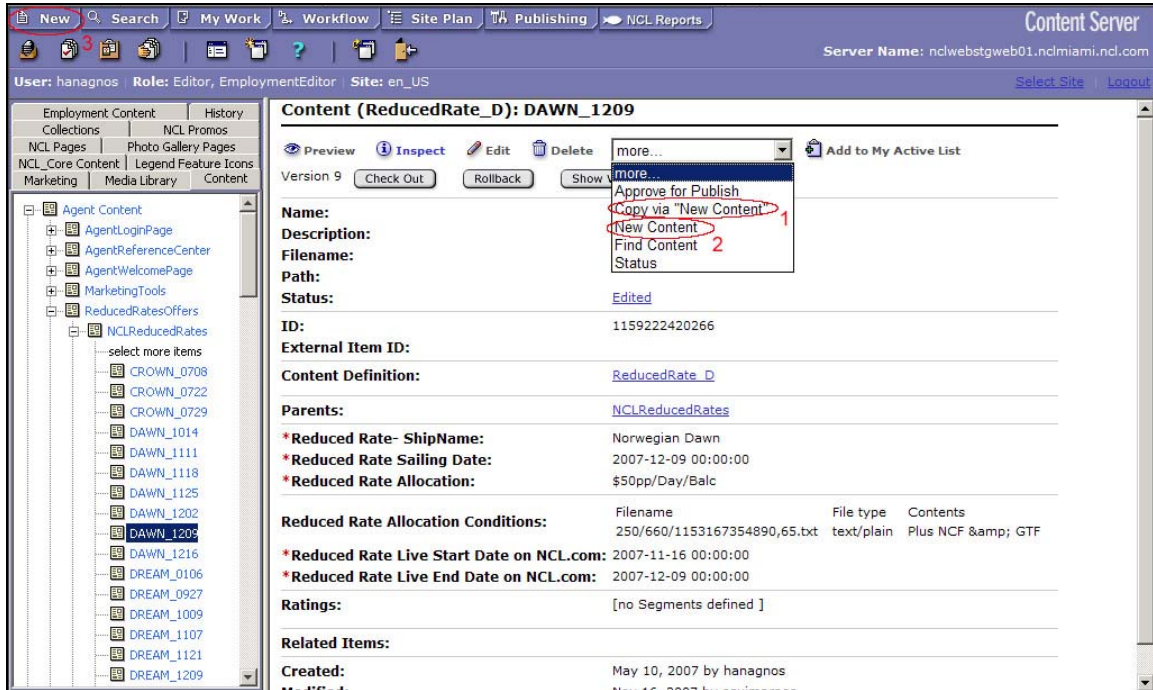 New Search My Work Workflow Site Plan Publishing NCL Reports
Content Server
3
Server Name: nclwebstgweb01.nclmiami.ncl.com
User: hanagnos Role: Editor, EmploymentEditor Site: en_US
Select Site Logout
Employment Content History
Collections NCL Promos
NCL Pages Photo Gallery Pages
NCL_Core Content Legend Feature Icons
Marketing Media Library Content
Agent Content
AgentLoginPage
AgentReferenceCenter
AgentWelcomePage
MarketingTools
ReducedRatesOffers
NCLReducedRates
select more items
CROWN_0708
CROWN_0722
CROWN_0729
DAWN_1014
DAWN_1111
DAWN_1118
DAWN_1125
DAWN_1202
DAWN_1209
DAWN_1216
DREAM_0106
DREAM_0927
DREAM_1009
DREAM_1107
DREAM_1121
DREAM_1209
Content (ReducedRate_D): DAWN_1209
Preview Inspect Edit Delete more... Add to My Active List
Version 9 Check Out Rollback Show
more...
Approve for Publish
Copy via "New Content" 1
New Content
Find Content 2
Status
Name:
Description:
Filename:
Path:
Status: Edited
ID: 1159222420266
External Item ID:
Content Definition: ReducedRate_D
Parents: NCLReducedRates
*Reduced Rate- ShipName: Norwegian Dawn
*Reduced Rate Sailing Date: 2007-12-09 00:00:00
*Reduced Rate Allocation: $50pp/Day/Balc
Filename File type Contents
Reduced Rate Allocation Conditions: 250/660/1153167354890,65.txt text/plain Plus NCF &amp; GTF
*Reduced Rate Live Start Date on NCL.com: 2007-11-16 00:00:00
*Reduced Rate Live End Date on NCL.com: 2007-12-09 00:00:00
Ratings: [no Segments defined ]
Related Items:
Created: May 10, 2007 by hanagnos